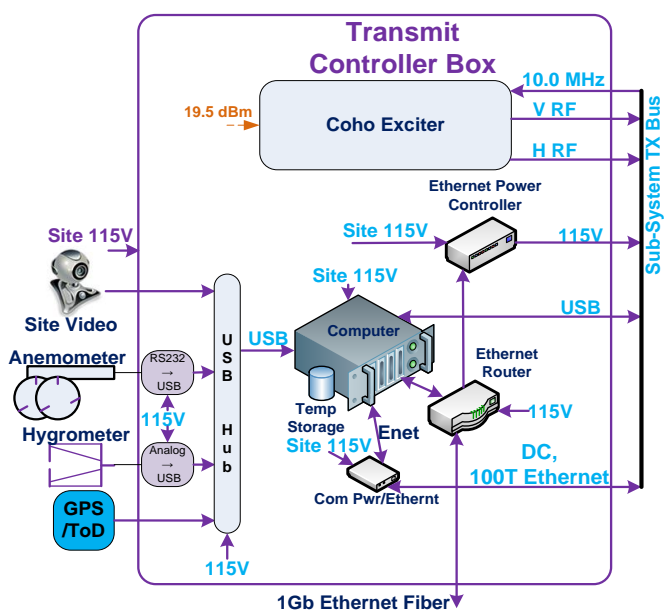 Transmit
Controller Box
10.0 MHz
19.5 dBm
Coho Exciter
V RF
H RF
Sub-System TX Bus
Ethernet Power
Controller
Site 115V
Site 115V
115V
Site Video
Site 115V
USB
Hub
USB
Computer
USB
Anemometer
RS232
→
USB
Ethernet
Router
Temp
Storage
115V
115V
Hygrometer
Analog
→
USB
Enet
Site 115V
DC,
100T Ethernet
Com Pwr/Ethernt
GPS
/ToD
115V
1Gb Ethernet Fiber